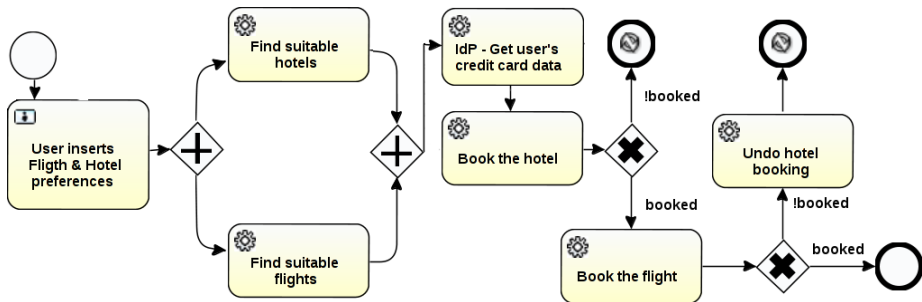 User inserts
Fligth & Hotel
preferences
Find suitable
hotels
Find suitable
flights
IdP - Get user's
credit card data
Book the hotel
!booked
booked
Book the flight
Undo hotel
booking
!booked
booked